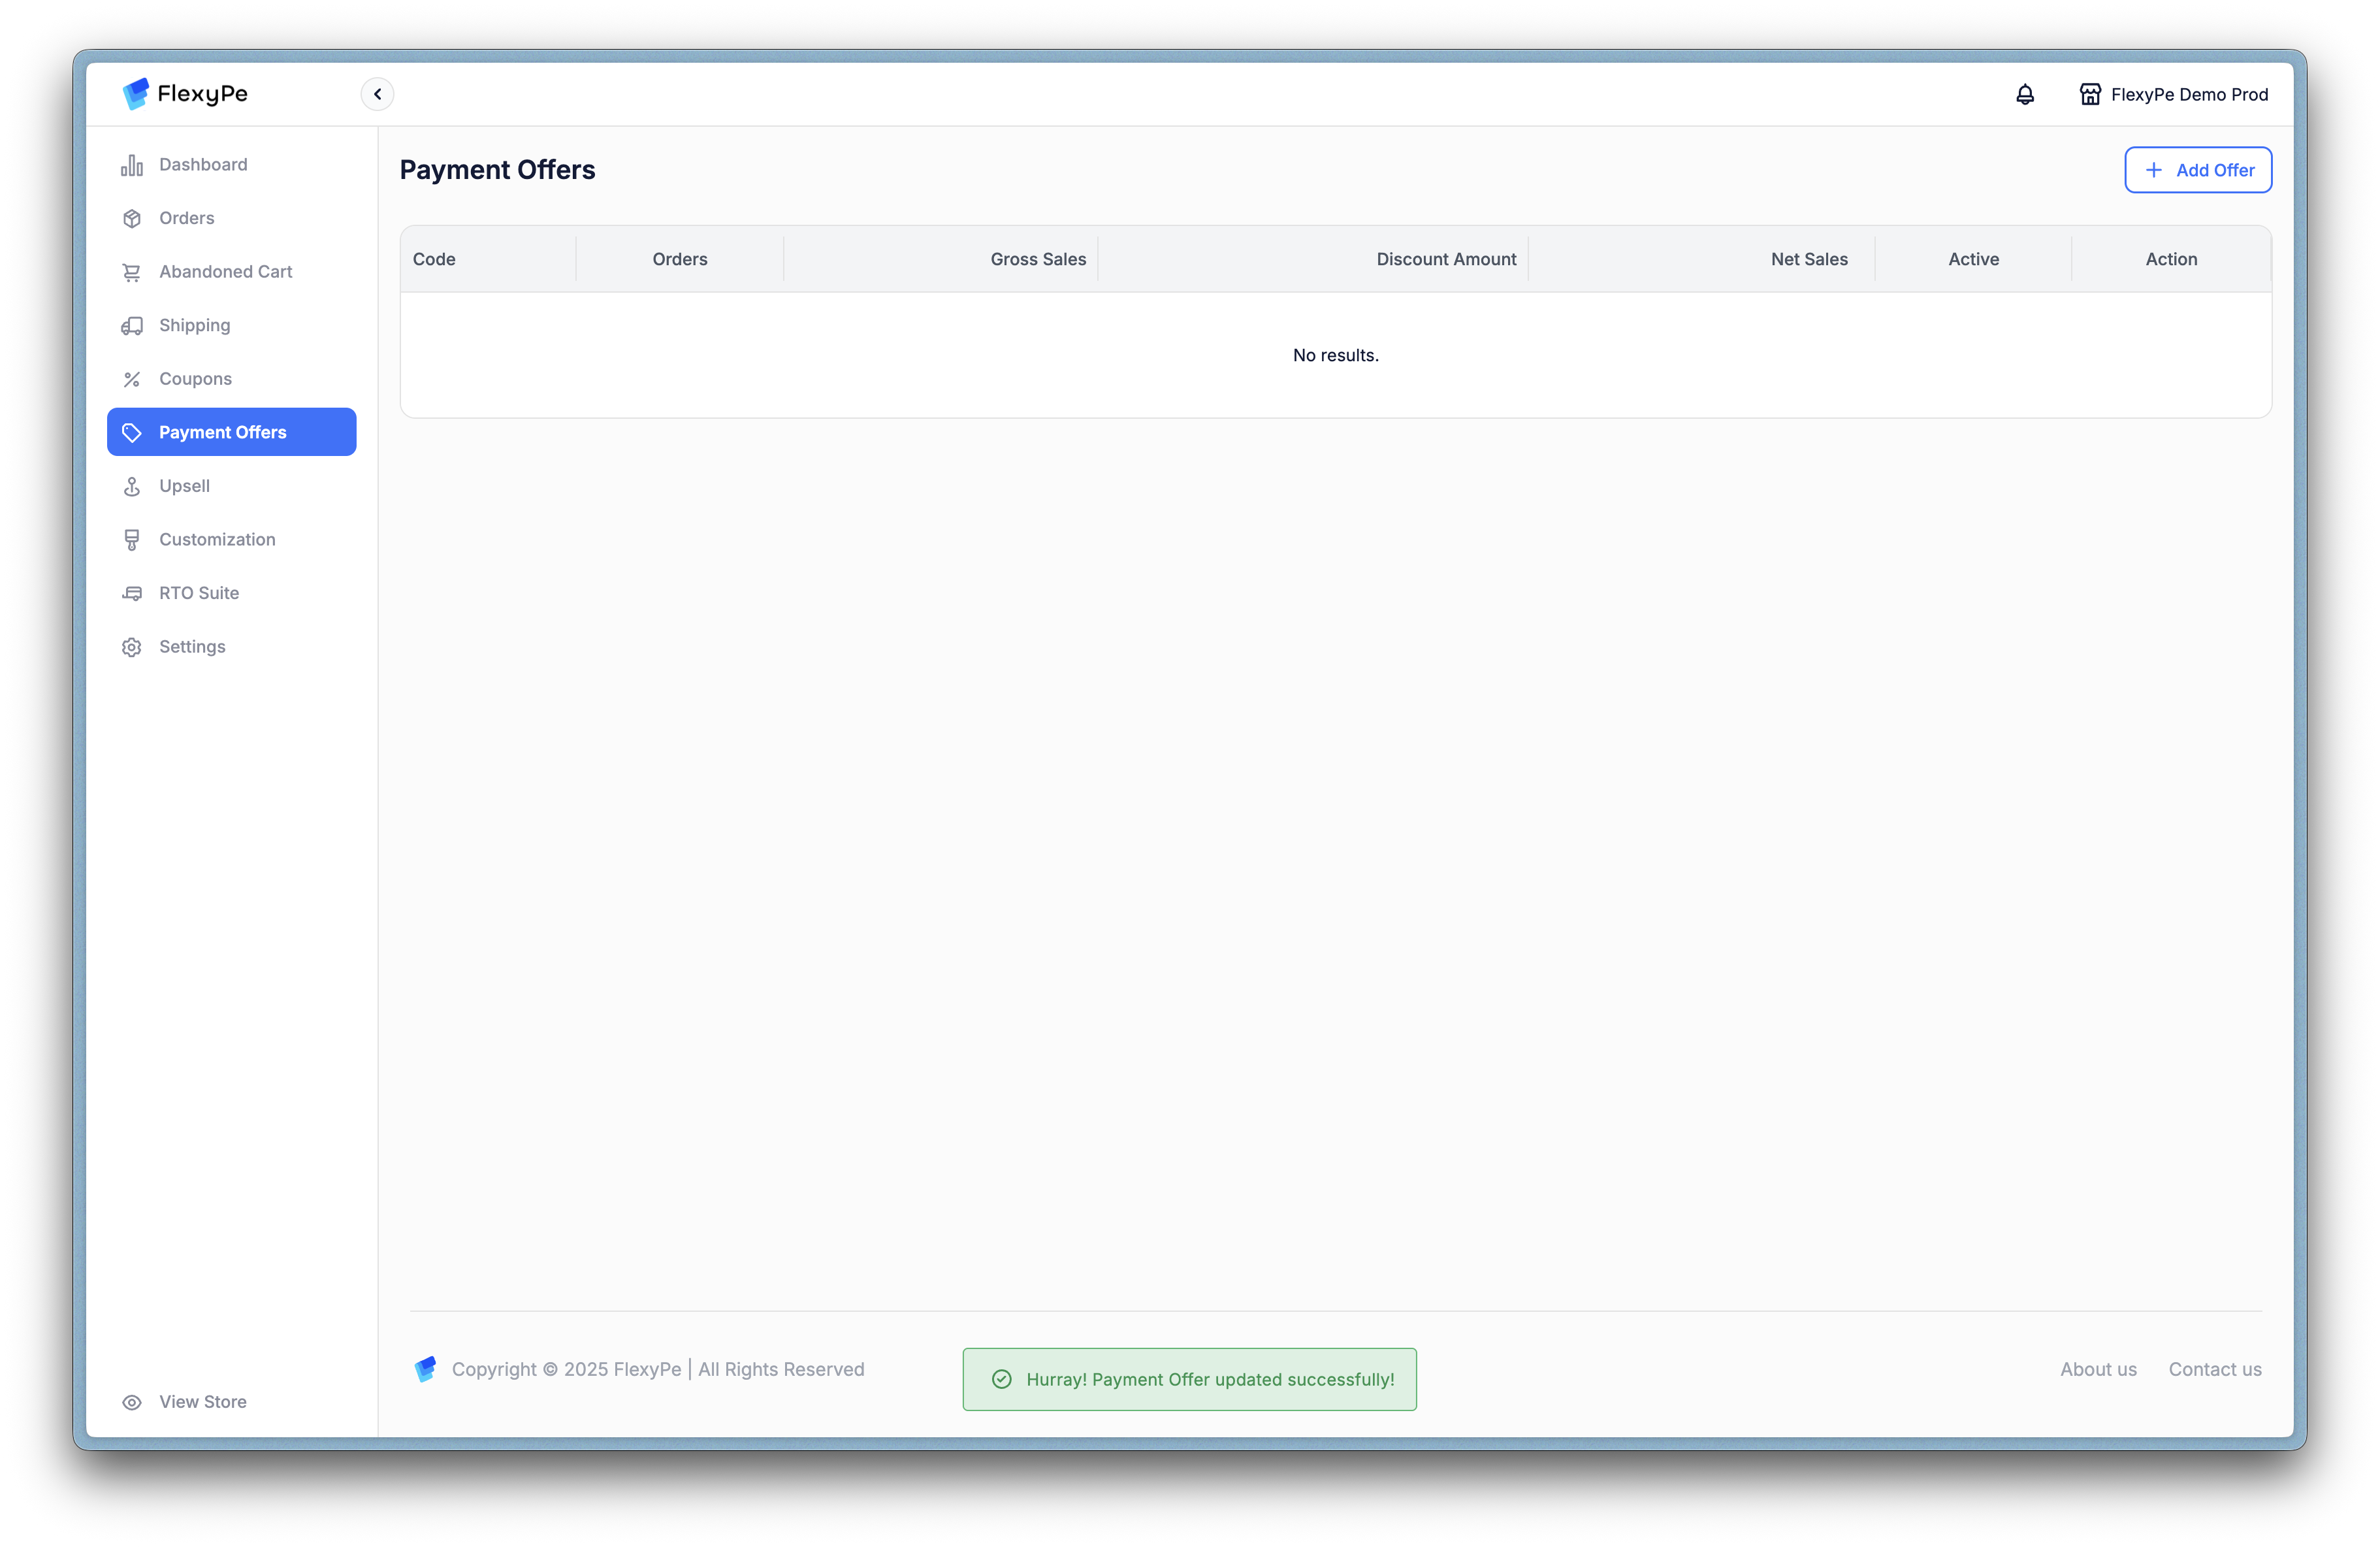 FlexyPe
FlexyPe Demo Prod
Dashboard
Orders
Abandoned Cart
Shipping
Coupons
Payment Offers
Upsell
Customization
RTO Suite
Settings
View Store
Payment Offers
Add Offer
Code Orders Gross Sales Discount Amount Net Sales Active Action
No results.
Copyright © 2025 FlexyPe | All Rights Reserved
Hurray! Payment Offer updated successfully!
About us Contact us